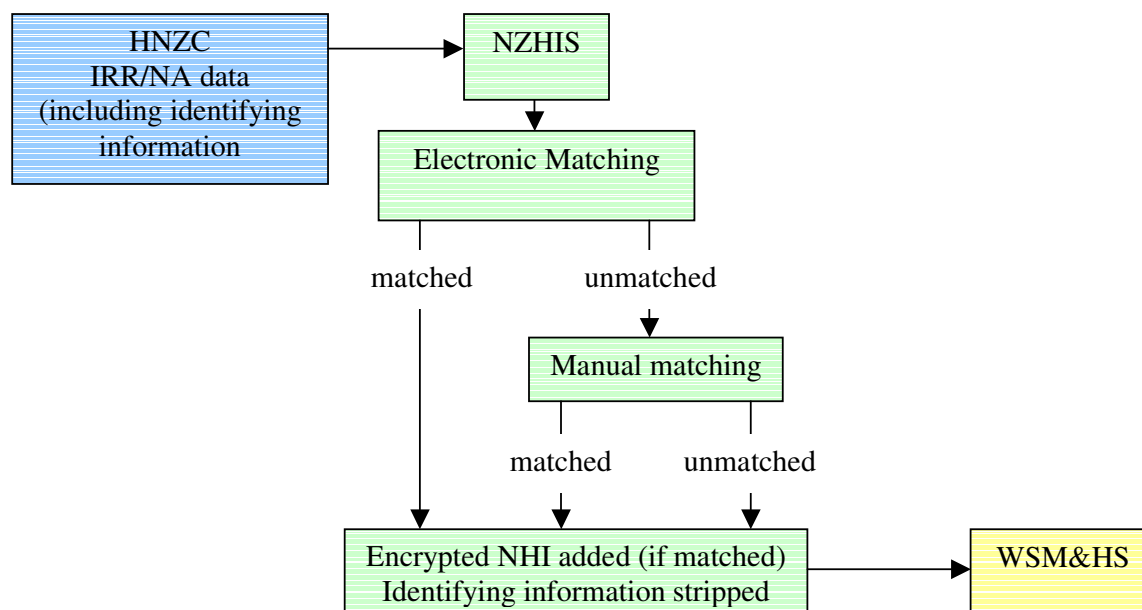 HNZC
IRR/NA data
(including identifying
information
NZHIS
Electronic Matching
matched
unmatched
Manual matching
matched
unmatched
Encrypted NHI added (if matched)
Identifying information stripped
WSM&HS